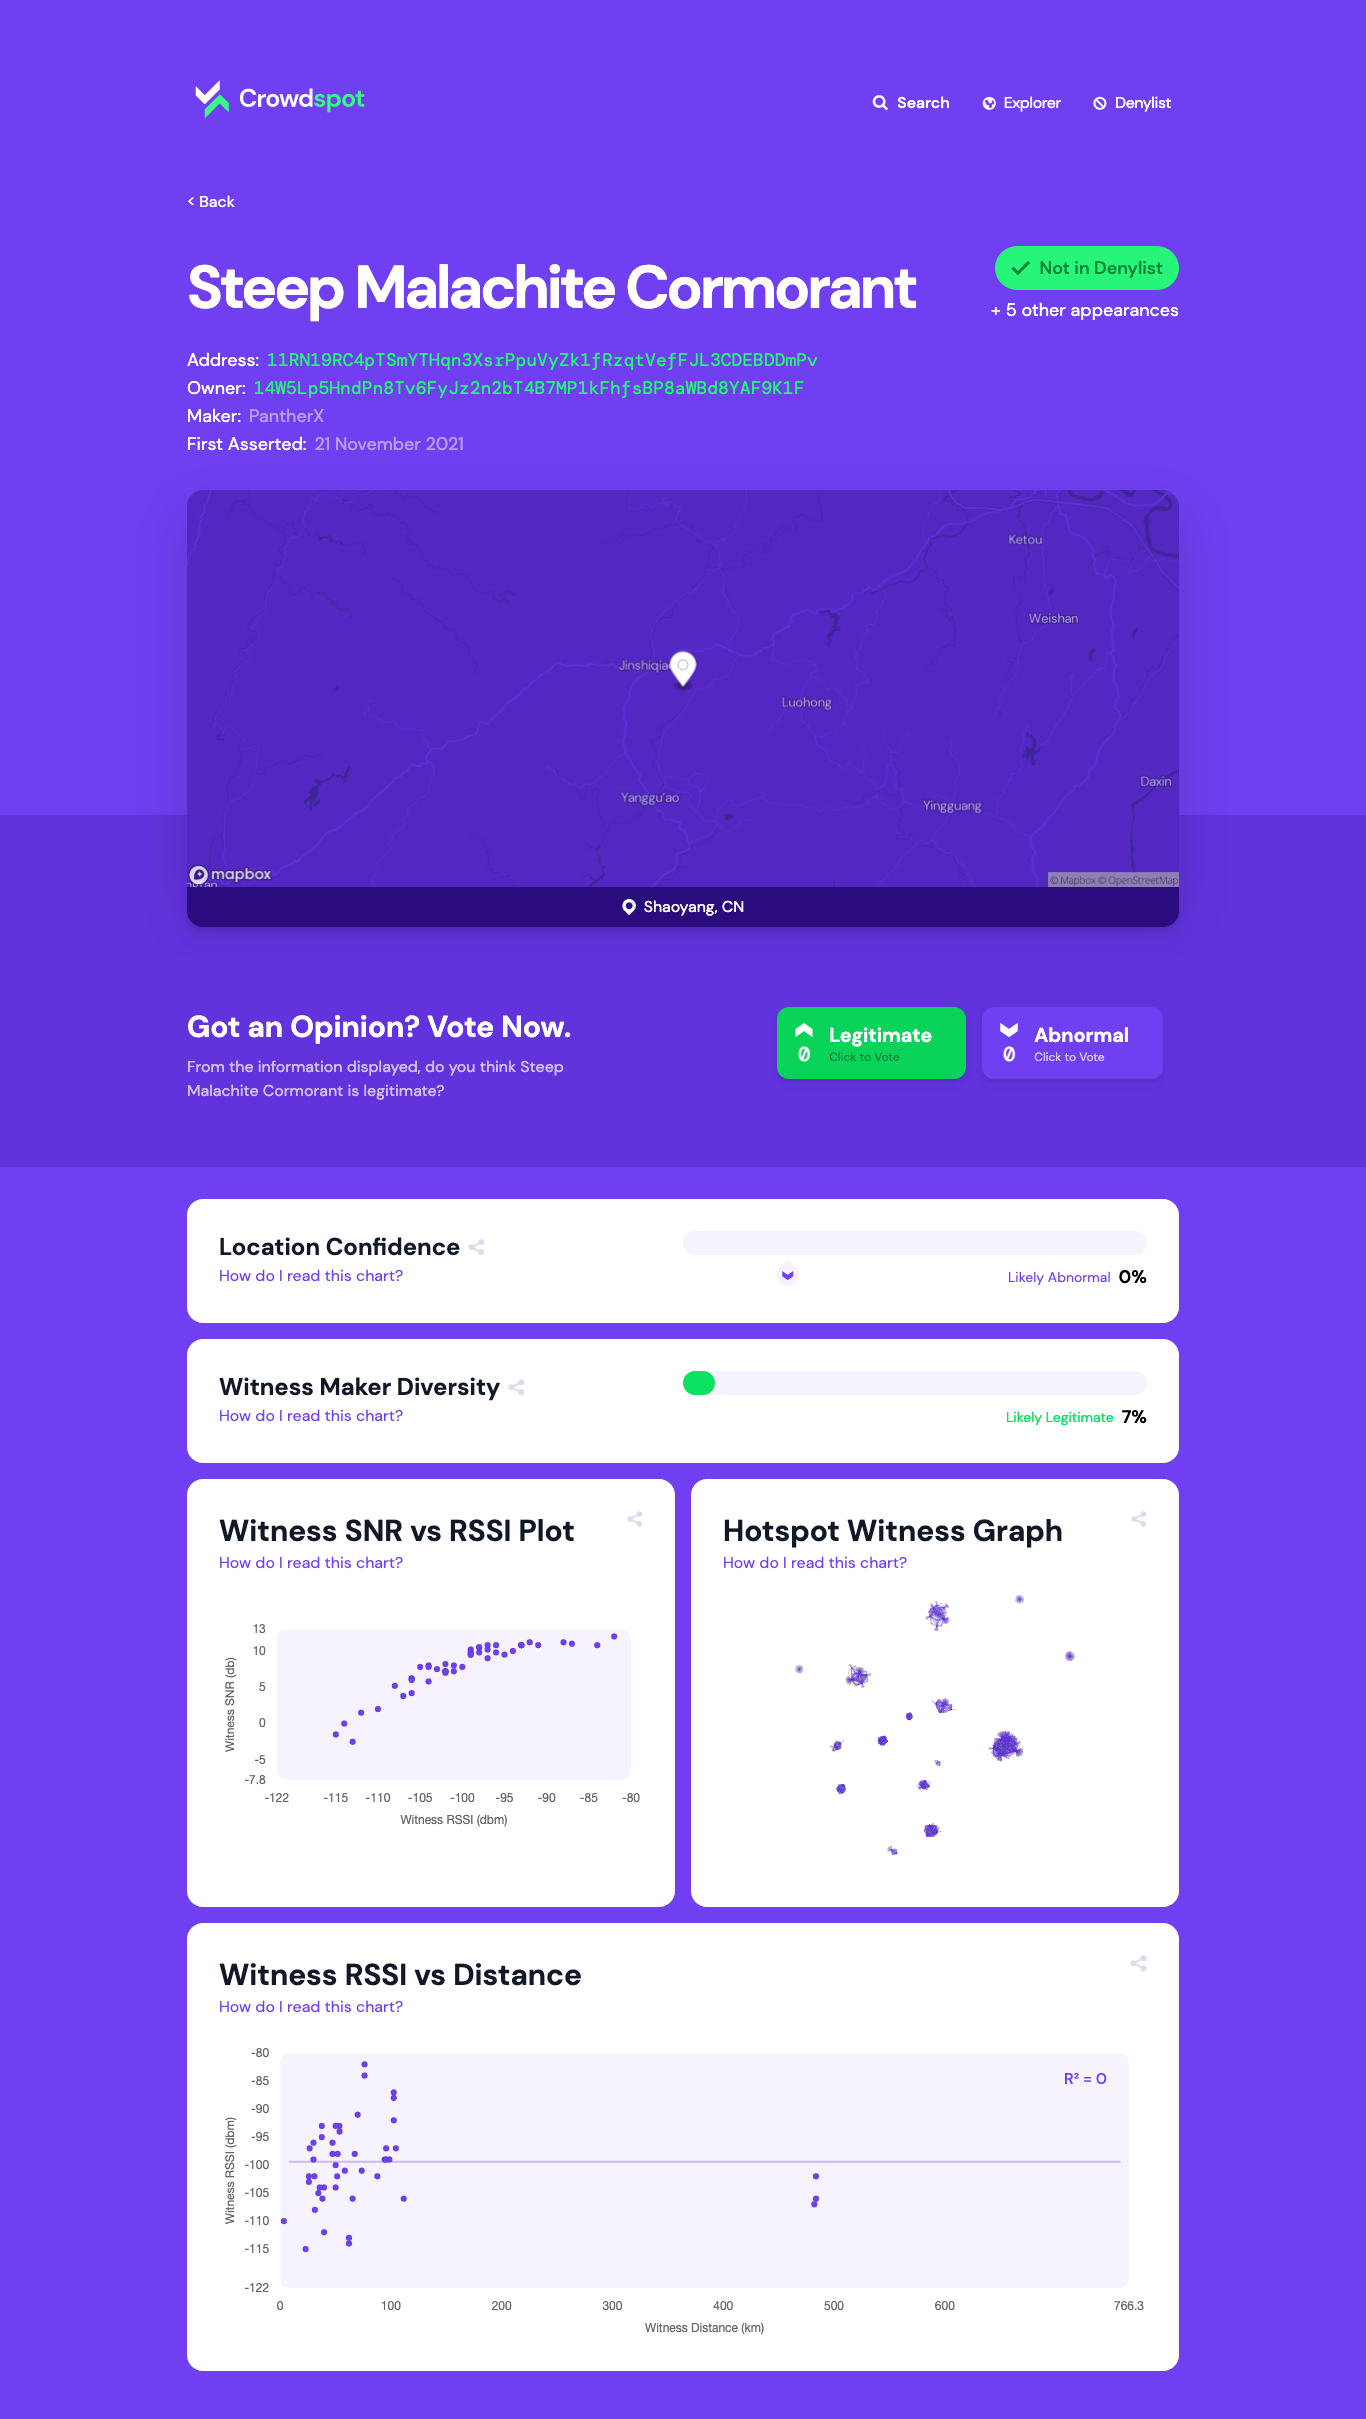 Crowdspot
Search
Explorer
Denylist
< Back
Steep Malachite Cormorant
Not in Denylist
+ 5 other appearances
Address: 11RN19RC4pTSmYTHqn3XsrPpuVyZk1fRzqtVefFJL3CDEBDDmPv
Owner: 14W5Lp5HndPn8Tv6FyJz2n2bT4B7MP1kFhfsBP8aWBd8YAF9K1F
Maker: PantherX
First Asserted: 21 November 2021
Ketou
Weishan
Jinshiqia
Luohong
Daxin
Yanggu'ao
Yingguang
mapbox
© Mapbox © OpenStreetMap
Shaoyang, CN
Got an Opinion? Vote Now.
From the information displayed, do you think Steep
Malachite Cormorant is legitimate?
Legitimate
0 Click to Vote
Abnormal
0 Click to Vote
Location Confidence
How do I read this chart?
Likely Abnormal 0%
Witness Maker Diversity
How do I read this chart?
Likely Legitimate 7%
Witness SNR vs RSSI Plot
How do I read this chart?
13
10
5
0
-5
-7.8
Witness SNR (db)
-122 -115 -110 -105 -100 -95 -90 -85 -80
Witness RSSI (dbm)
Hotspot Witness Graph
How do I read this chart?
Witness RSSI vs Distance
How do I read this chart?
-80
-85
-90
-95
-100
-105
-110
-115
-122
Witness RSSI (dbm)
R² = 0
0 100 200 300 400 500 600 766.3
Witness Distance (km)